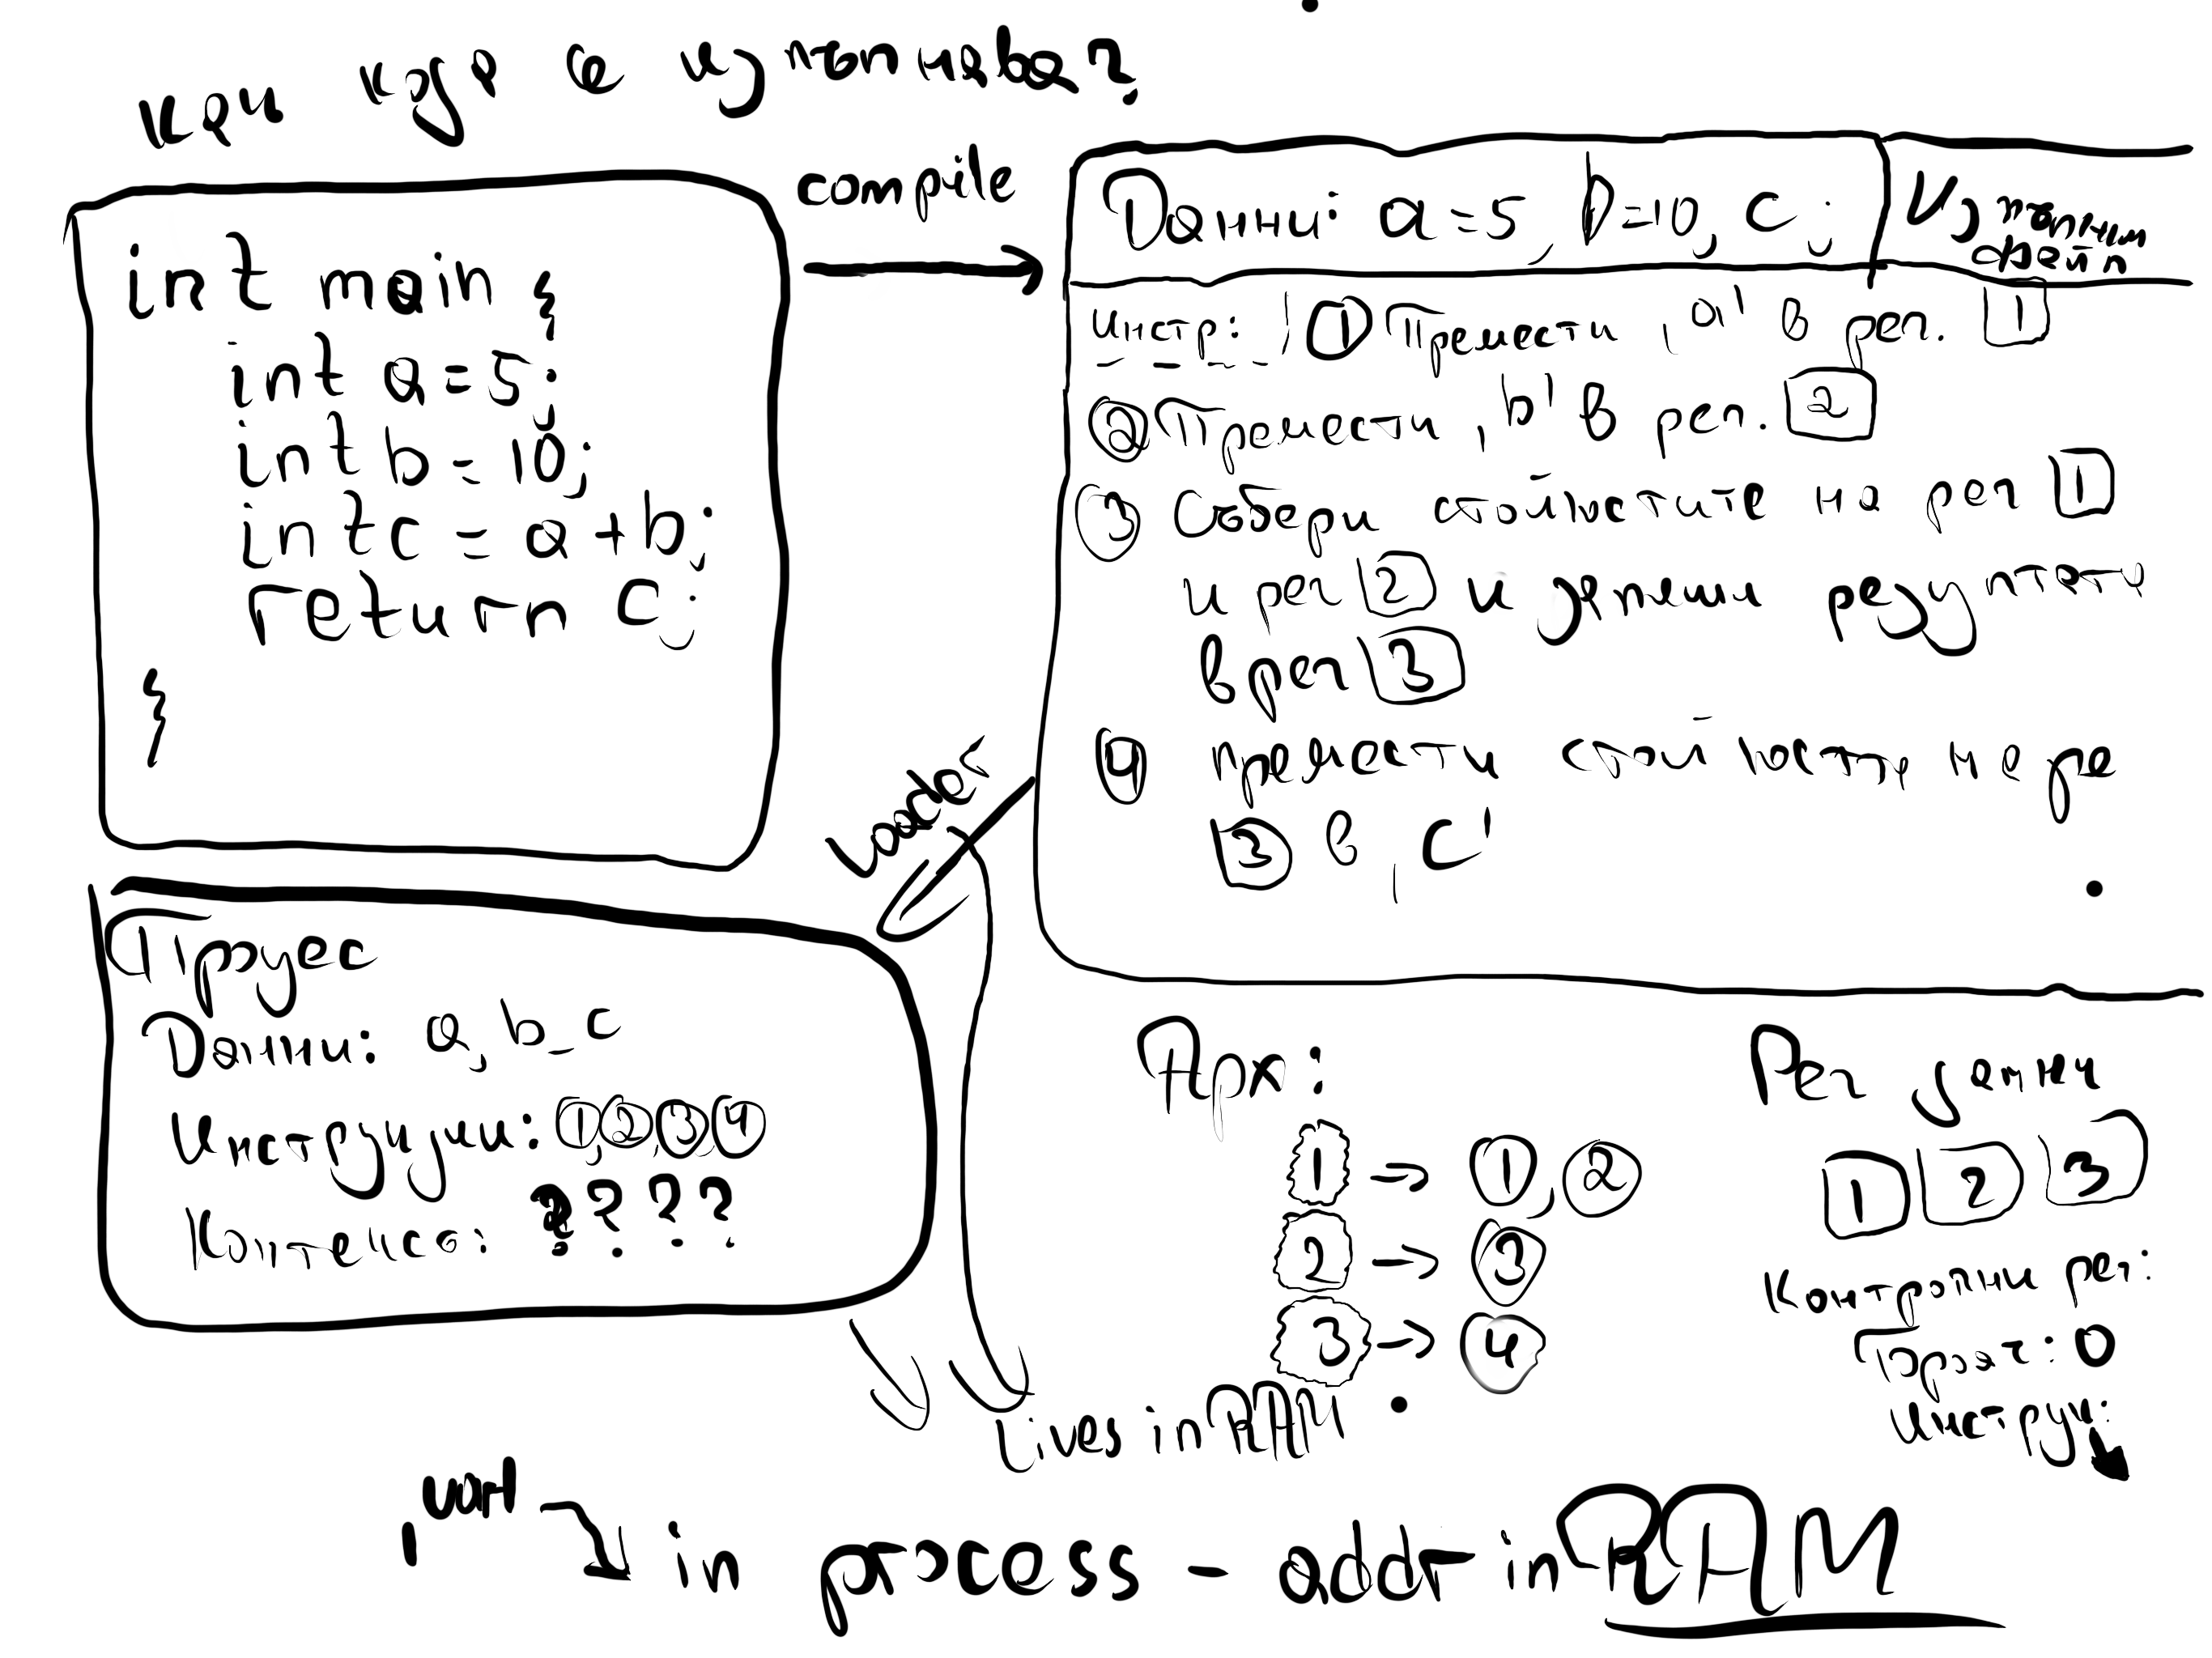 код е изпълнява?
compile
int main {
int a=5;
int b=10;
int c = a+b;
return c;
}
Данни: a=5, b=10, c;
Изпълним
файл
Инстр: ① Премести ,a' в рег. 1
② Премести ,b' в рег. 2
③ Събери стойностите на рег 1
и рег 2 и запиши резултата
в рег 3
④ премести стойността на ре
3 в ,c'
Loader
Процес
Данни: a, b, c
Инструкции: ①,②,③,④
Контекст: ? ? ? ?
Арх:
1 => ①, ②
2 => ③
3 -> ④
Рег
1 2 3
Контролни рег:
Брояч: 0
Инструк:
Lives in RAM
in process - addr in RAM